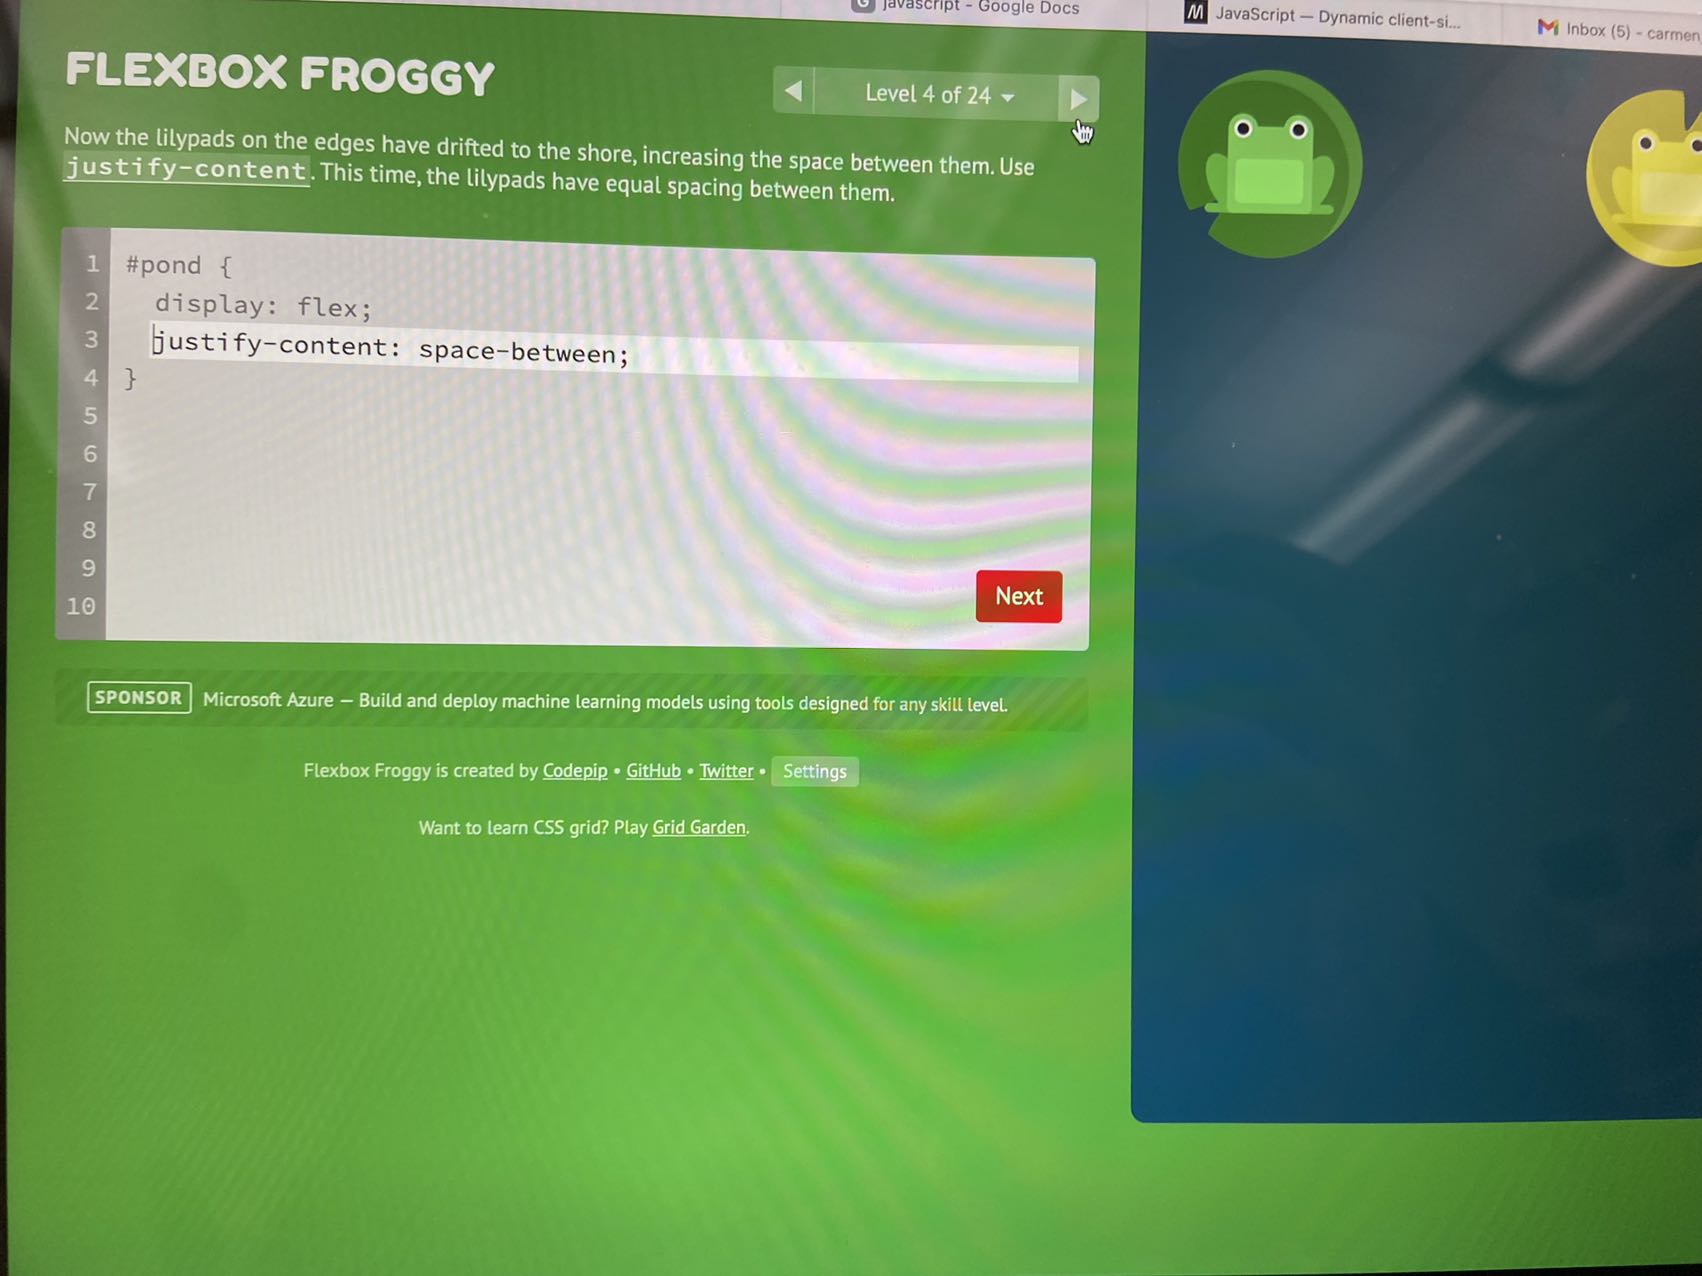 javascript - Google Docs
JavaScript — Dynamic client-si...
Inbox (5) - carmen
FLEXBOX FROGGY
Level 4 of 24
Now the lilypads on the edges have drifted to the shore, increasing the space between them. Use
justify-content. This time, the lilypads have equal spacing between them.
1 #pond {
2 display: flex;
3 justify-content: space-between;
4 }
5
6
7
8
9
10
Next
SPONSOR Microsoft Azure — Build and deploy machine learning models using tools designed for any skill level.
Flexbox Froggy is created by Codepip • GitHub • Twitter • Settings
Want to learn CSS grid? Play Grid Garden.